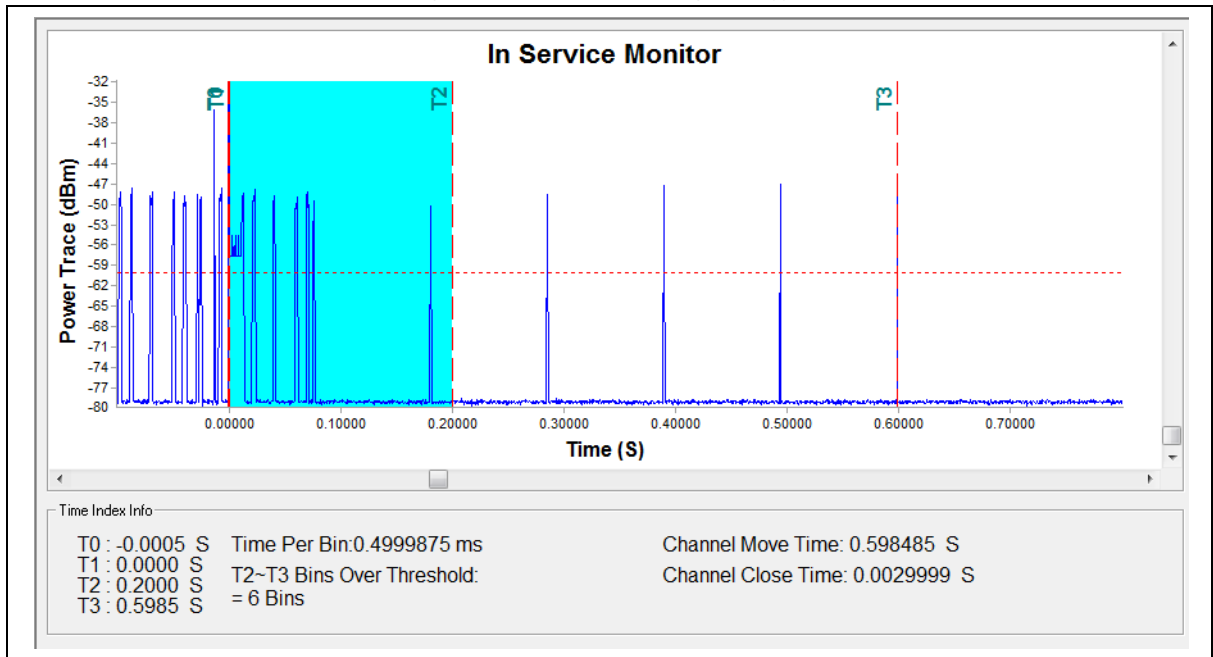 In Service Monitor
Power Trace (dBm)
-32
-35
-38
-41
-44
-47
-50
-53
-56
-59
-62
-65
-68
-71
-74
-77
-80
T2
T3
0.00000 0.10000 0.20000 0.30000 0.40000 0.50000 0.60000 0.70000
Time (S)
Time Index Info
T0 : -0.0005 S
T1 : 0.0000 S
T2 : 0.2000 S
T3 : 0.5985 S
Time Per Bin:0.4999875 ms
T2~T3 Bins Over Threshold:
= 6 Bins
Channel Move Time: 0.598485 S
Channel Close Time: 0.0029999 S